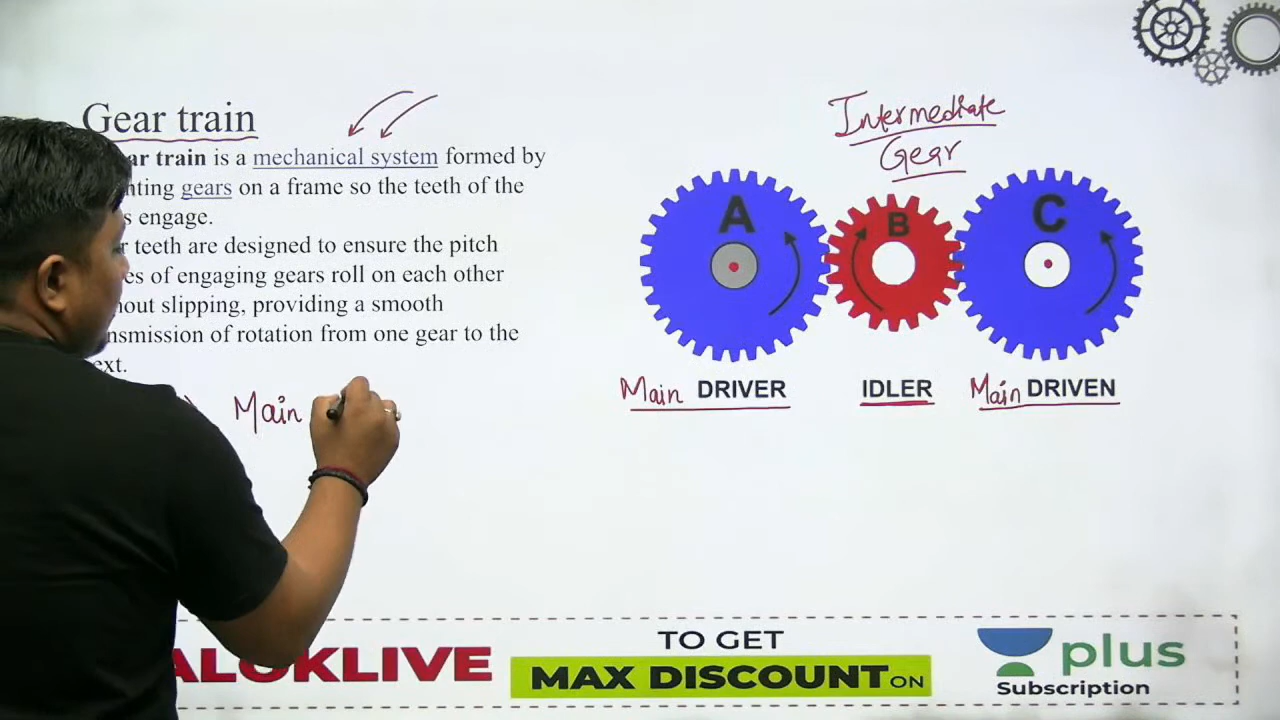 Gear train
ar train is a mechanical system formed by
nting gears on a frame so the teeth of the
s engage.
r teeth are designed to ensure the pitch
es of engaging gears roll on each other
hout slipping, providing a smooth
nsmission of rotation from one gear to the
ext.
Main
Intermediate
Gear
A
B
C
Main DRIVER
IDLER
Main DRIVEN
ALOKLIVE
TO GET
MAX DISCOUNT ON
plus
Subscription